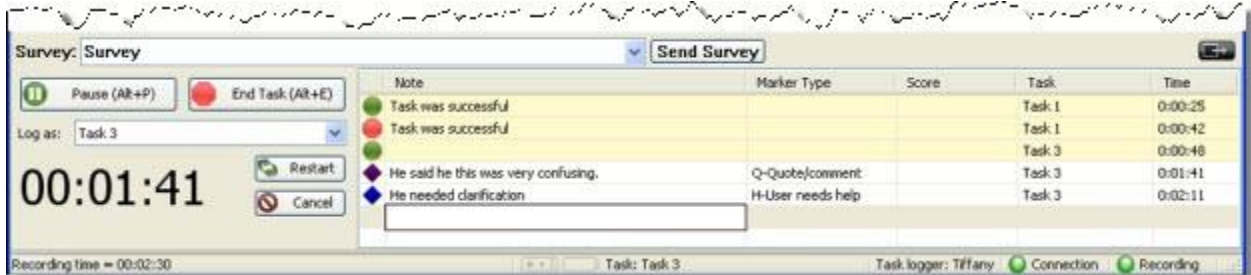 Survey: Survey Send Survey
Pause (Alt+P) End Task (Alt+E)
Log as: Task 3
00:01:41
Restart
Cancel
Note Marker Type Score Task Time
Task was successful Task 1 0:00:25
Task was successful Task 1 0:00:42
Task 3 0:00:48
He said he this was very confusing. Q-Quote/comment Task 3 0:01:41
He needed clarification H-User needs help Task 3 0:02:11
Recording time = 00:02:30 Task: Task 3 Task logger: Tiffany Connection Recording